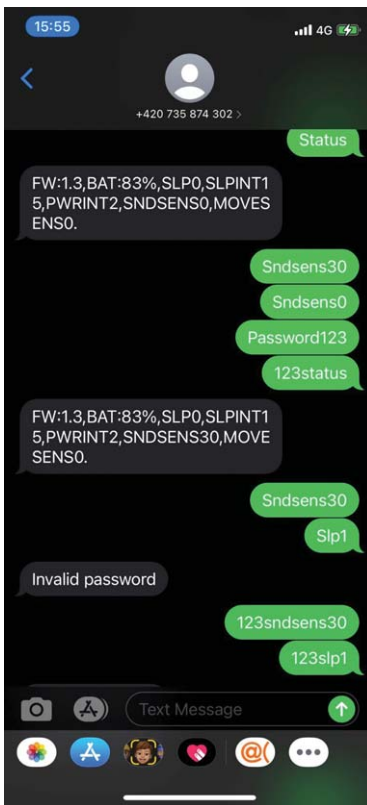 15:55
4G
+420 735 874 302 >
Status
FW:1.3,BAT:83%,SLP0,SLPINT1
5,PWRINT2,SNDSENS0,MOVES
ENS0.
Sndsens30
Sndsens0
Password123
123status
FW:1.3,BAT:83%,SLP0,SLPINT1
5,PWRINT2,SNDSENS30,MOVE
SENS0.
Sndsens30
Slp1
Invalid password
123sndsens30
123slp1
Text Message
@(